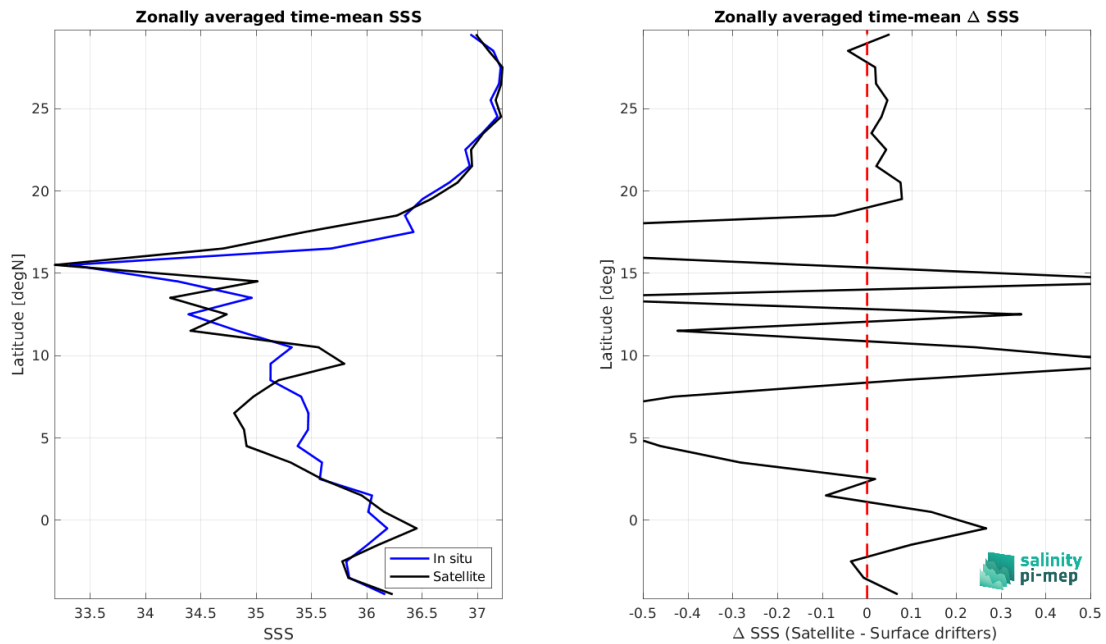 Zonally averaged time-mean SSS
Latitude [degN]
25
20
15
10
5
0
33.5 34 34.5 35 35.5 36 36.5 37
SSS
In situ
Satellite
Zonally averaged time-mean Δ SSS
Latitude [deg]
25
20
15
10
5
0
-0.5 -0.4 -0.3 -0.2 -0.1 0 0.1 0.2 0.3 0.4 0.5
Δ SSS (Satellite - Surface drifters)
salinity
pi-mep